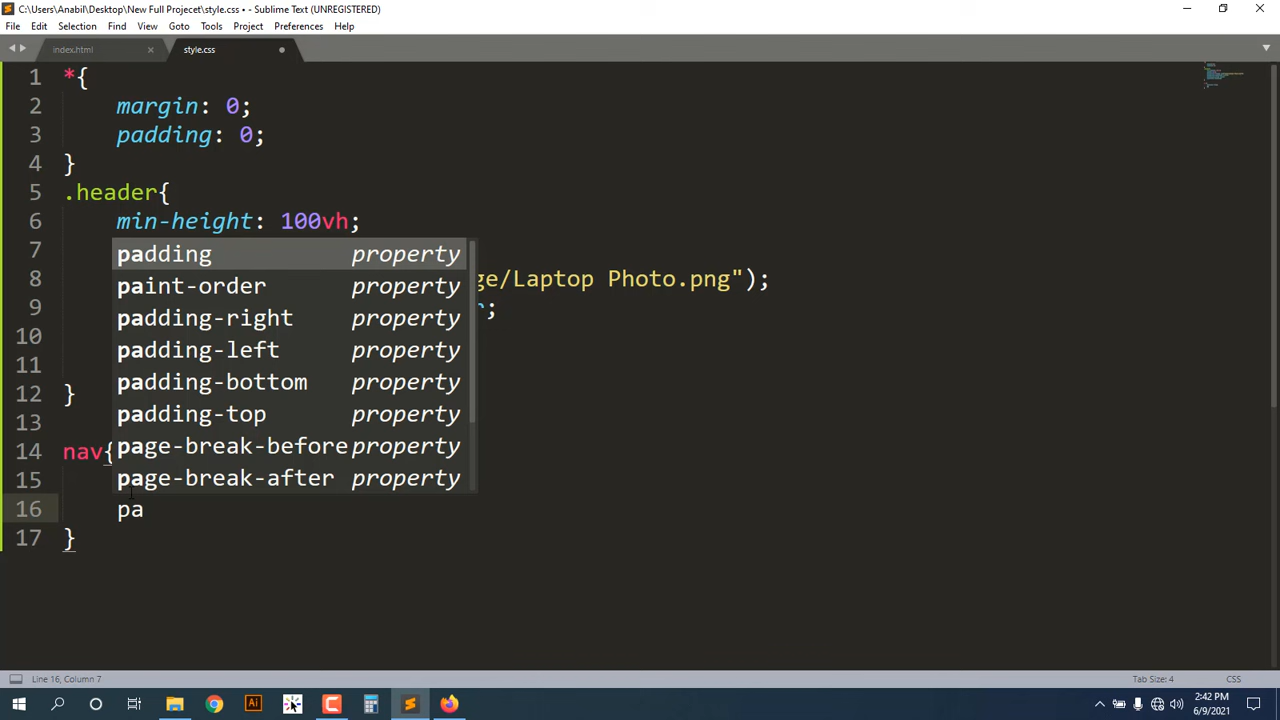 C:\Users\Anabil\Desktop\New Full Projecet\style.css • - Sublime Text (UNREGISTERED)
File Edit Selection Find View Goto Tools Project Preferences Help
index.html × style.css
1 *{
2 margin: 0;
3 padding: 0;
4 }
5 .header{
6 min-height: 100vh;
7
8 ge/Laptop Photo.png");
9 ;
10
11
12 }
13
14 nav{
15
16 pa
17 }
padding property
paint-order property
padding-right property
padding-left property
padding-bottom property
padding-top property
page-break-before property
page-break-after property
Line 16, Column 7 Tab Size: 4 CSS
Ai
2:42 PM
6/9/2021